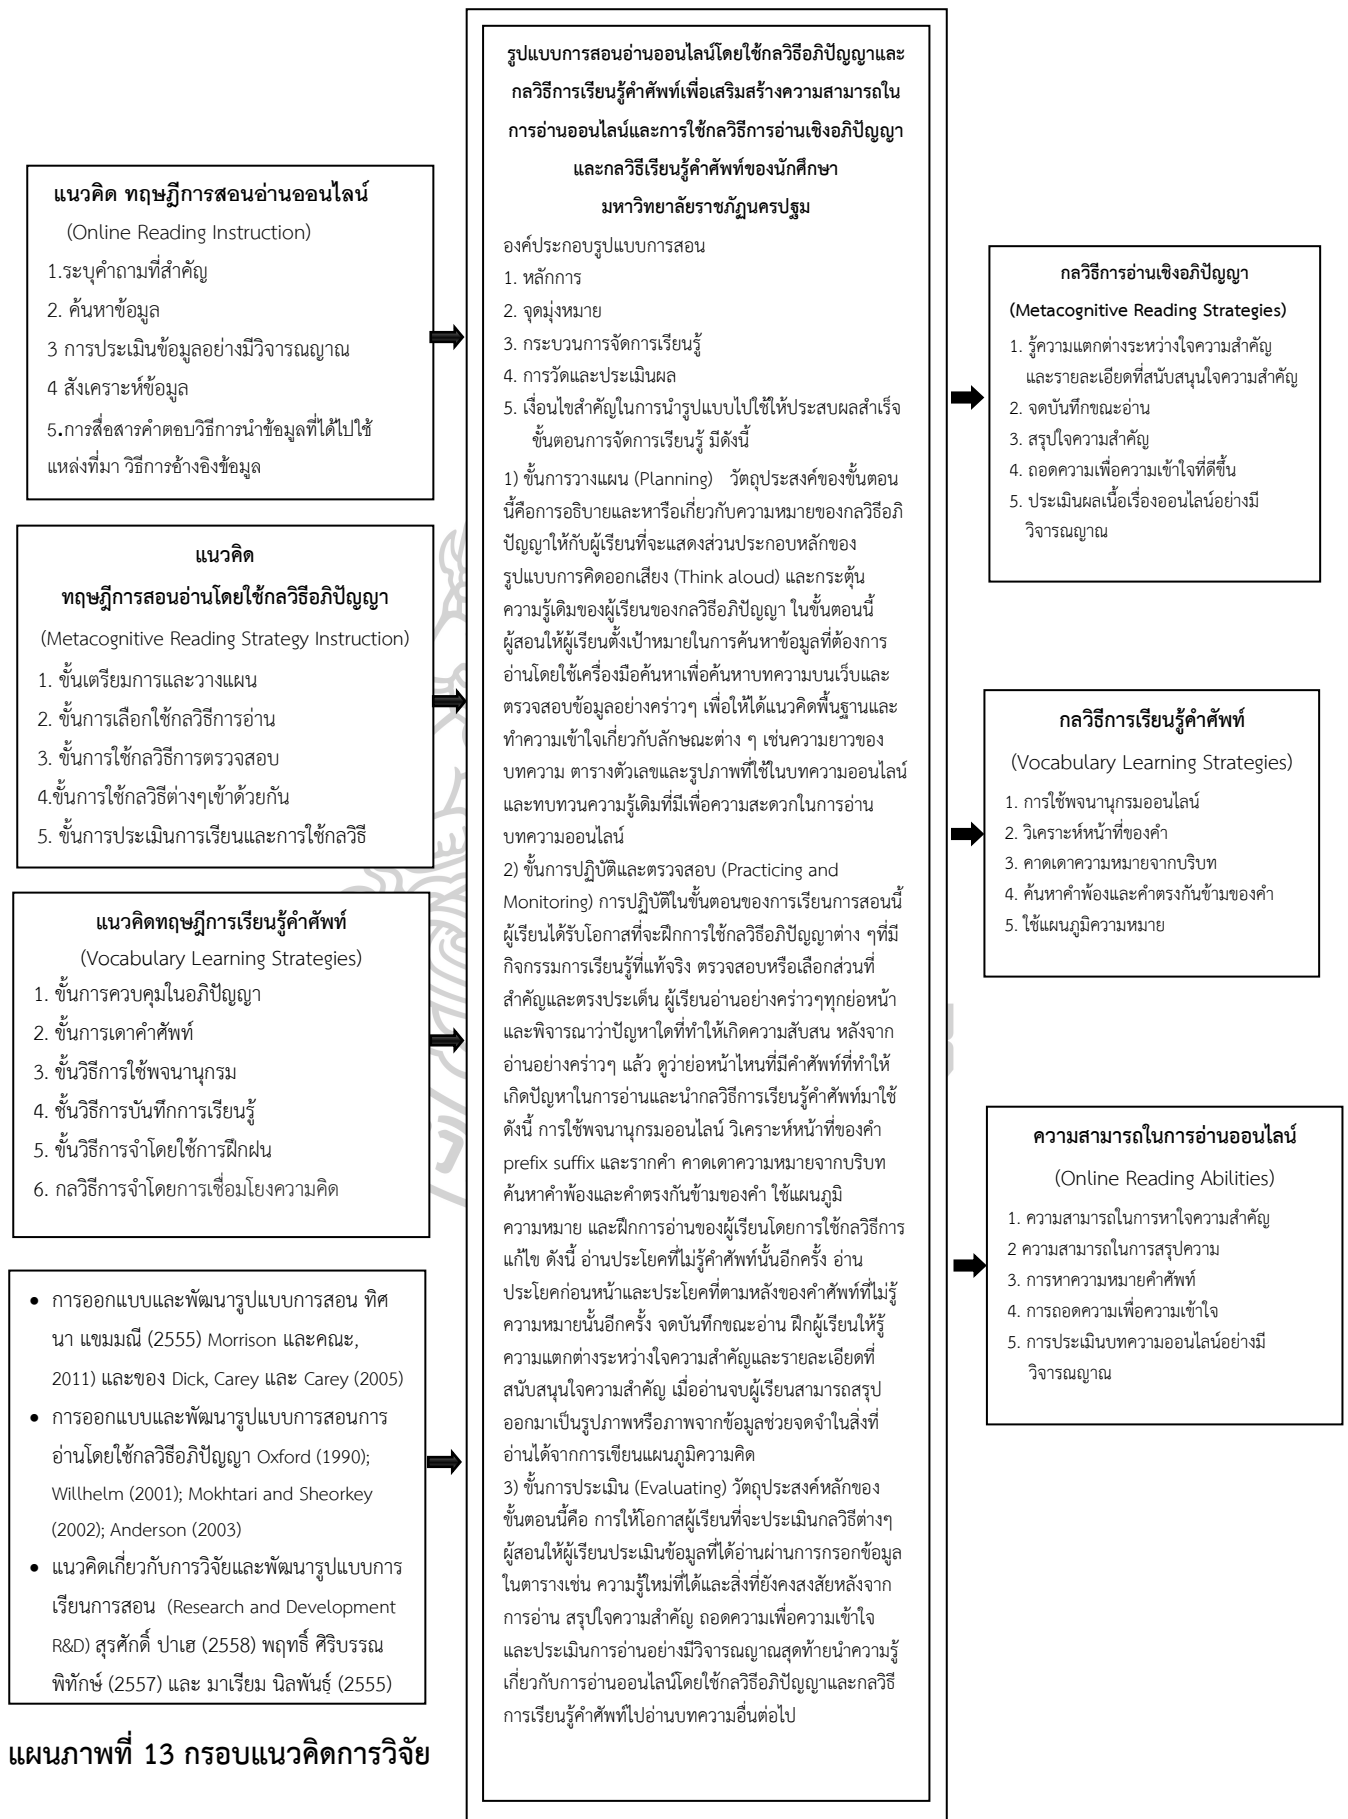 แนวคิด ทฤษฎีการสอนอ่านออนไลน์
(Online Reading Instruction)
1.ระบุคำถามที่สำคัญ
2. ค้นหาข้อมูล
3 การประเมินข้อมูลอย่างมีวิจารณญาณ
4 สังเคราะห์ข้อมูล
5.การสื่อสารคำตอบวิธีการนำข้อมูลที่ได้ไปใช้
แหล่งที่มา วิธีการอ้างอิงข้อมูล
แนวคิด
ทฤษฎีการสอนอ่านโดยใช้กลวิธีอภิปัญญา
(Metacognitive Reading Strategy Instruction)
1. ขั้นเตรียมการและวางแผน
2. ขั้นการเลือกใช้กลวิธีการอ่าน
3. ขั้นการใช้กลวิธีการตรวจสอบ
4.ขั้นการใช้กลวิธีต่างๆเข้าด้วยกัน
5. ขั้นการประเมินการเรียนและการใช้กลวิธี
แนวคิดทฤษฎีการเรียนรู้คำศัพท์
(Vocabulary Learning Strategies)
1. ขั้นการควบคุมในอภิปัญญา
2. ขั้นการเดาคำศัพท์
3. ขั้นวิธีการใช้พจนานุกรม
4. ชั้นวิธีการบันทึกการเรียนรู้
5. ขั้นวิธีการจำโดยใช้การฝึกฝน
6. กลวิธีการจำโดยการเชื่อมโยงความคิด
• การออกแบบและพัฒนารูปแบบการสอน ทิศ
นา แขมมณี (2555) Morrison และคณะ,
2011) และของ Dick, Carey และ Carey (2005)
• การออกแบบและพัฒนารูปแบบการสอนการ
อ่านโดยใช้กลวิธีอภิปัญญา Oxford (1990);
Willhelm (2001); Mokhtari and Sheorkey
(2002); Anderson (2003)
• แนวคิดเกี่ยวกับการวิจัยและพัฒนารูปแบบการ
เรียนการสอน (Research and Development
R&D) สุรศักดิ์ ปาเฮ (2558) พฤทธิ์ ศิริบรรณ
พิทักษ์ (2557) และ มาเรียม นิลพันธุ์ (2555)
แผนภาพที่ 13 กรอบแนวคิดการวิจัย
รูปแบบการสอนอ่านออนไลน์โดยใช้กลวิธีอภิปัญญาและ
กลวิธีการเรียนรู้คำศัพท์เพื่อเสริมสร้างความสามารถใน
การอ่านออนไลน์และการใช้กลวิธีการอ่านเชิงอภิปัญญา
และกลวิธีเรียนรู้คำศัพท์ของนักศึกษา
มหาวิทยาลัยราชภัฏนครปฐม
องค์ประกอบรูปแบบการสอน
1. หลักการ
2. จุดมุ่งหมาย
3. กระบวนการจัดการเรียนรู้
4. การวัดและประเมินผล
5. เงื่อนไขสำคัญในการนำรูปแบบไปใช้ให้ประสบผลสำเร็จ
ขั้นตอนการจัดการเรียนรู้ มีดังนี้
1) ขั้นการวางแผน (Planning) วัตถุประสงค์ของขั้นตอน
นี้คือการอธิบายและหารือเกี่ยวกับความหมายของกลวิธีอภิ
ปัญญาให้กับผู้เรียนที่จะแสดงส่วนประกอบหลักของ
รูปแบบการคิดออกเสียง (Think aloud) และกระตุ้น
ความรู้เดิมของผู้เรียนของกลวิธีอภิปัญญา ในขั้นตอนนี้
ผู้สอนให้ผู้เรียนตั้งเป้าหมายในการค้นหาข้อมูลที่ต้องการ
อ่านโดยใช้เครื่องมือค้นหาเพื่อค้นหาบทความบนเว็บและ
ตรวจสอบข้อมูลอย่างคร่าวๆ เพื่อให้ได้แนวคิดพื้นฐานและ
ทำความเข้าใจเกี่ยวกับลักษณะต่าง ๆ เช่นความยาวของ
บทความ ตารางตัวเลขและรูปภาพที่ใช้ในบทความออนไลน์
และทบทวนความรู้เดิมที่มีเพื่อความสะดวกในการอ่าน
บทความออนไลน์
2) ขั้นการปฏิบัติและตรวจสอบ (Practicing and
Monitoring) การปฏิบัติในขั้นตอนของการเรียนการสอนนี้
ผู้เรียนได้รับโอกาสที่จะฝึกการใช้กลวิธีอภิปัญญาต่าง ๆที่มี
กิจกรรมการเรียนรู้ที่แท้จริง ตรวจสอบหรือเลือกส่วนที่
สำคัญและตรงประเด็น ผู้เรียนอ่านอย่างคร่าวๆทุกย่อหน้า
และพิจารณาว่าปัญหาใดที่ทำให้เกิดความสับสน หลังจาก
อ่านอย่างคร่าวๆ แล้ว ดูว่าย่อหน้าไหนที่มีคำศัพท์ที่ทำให้
เกิดปัญหาในการอ่านและนำกลวิธีการเรียนรู้คำศัพท์มาใช้
ดังนี้ การใช้พจนานุกรมออนไลน์ วิเคราะห์หน้าที่ของคำ
prefix suffix และรากคำ คาดเดาความหมายจากบริบท
ค้นหาคำพ้องและคำตรงกันข้ามของคำ ใช้แผนภูมิ
ความหมาย และฝึกการอ่านของผู้เรียนโดยการใช้กลวิธีการ
แก้ไข ดังนี้ อ่านประโยคที่ไม่รู้คำศัพท์นั้นอีกครั้ง อ่าน
ประโยคก่อนหน้าและประโยคที่ตามหลังของคำศัพท์ที่ไม่รู้
ความหมายนั้นอีกครั้ง จดบันทึกขณะอ่าน ฝึกผู้เรียนให้รู้
ความแตกต่างระหว่างใจความสำคัญและรายละเอียดที่
สนับสนุนใจความสำคัญ เมื่ออ่านจบผู้เรียนสามารถสรุป
ออกมาเป็นรูปภาพหรือภาพจากข้อมูลช่วยจดจำในสิ่งที่
อ่านได้จากการเขียนแผนภูมิความคิด
3) ขั้นการประเมิน (Evaluating) วัตถุประสงค์หลักของ
ขั้นตอนนี้คือ การให้โอกาสผู้เรียนที่จะประเมินกลวิธีต่างๆ
ผู้สอนให้ผู้เรียนประเมินข้อมูลที่ได้อ่านผ่านการกรอกข้อมูล
ในตารางเช่น ความรู้ใหม่ที่ได้และสิ่งที่ยังคงสงสัยหลังจาก
การอ่าน สรุปใจความสำคัญ ถอดความเพื่อความเข้าใจ
และประเมินการอ่านอย่างมีวิจารณญาณสุดท้ายนำความรู้
เกี่ยวกับการอ่านออนไลน์โดยใช้กลวิธีอภิปัญญาและกลวิธี
การเรียนรู้คำศัพท์ไปอ่านบทความอื่นต่อไป
กลวิธีการอ่านเชิงอภิปัญญา
(Metacognitive Reading Strategies)
1. รู้ความแตกต่างระหว่างใจความสำคัญ
และรายละเอียดที่สนับสนุนใจความสำคัญ
2. จดบันทึกขณะอ่าน
3. สรุปใจความสำคัญ
4. ถอดความเพื่อความเข้าใจที่ดีขึ้น
5. ประเมินผลเนื้อเรื่องออนไลน์อย่างมี
วิจารณญาณ
กลวิธีการเรียนรู้คำศัพท์
(Vocabulary Learning Strategies)
1. การใช้พจนานุกรมออนไลน์
2. วิเคราะห์หน้าที่ของคำ
3. คาดเดาความหมายจากบริบท
4. ค้นหาคำพ้องและคำตรงกันข้ามของคำ
5. ใช้แผนภูมิความหมาย
ความสามารถในการอ่านออนไลน์
(Online Reading Abilities)
1. ความสามารถในการหาใจความสำคัญ
2 ความสามารถในการสรุปความ
3. การหาความหมายคำศัพท์
4. การถอดความเพื่อความเข้าใจ
5. การประเมินบทความออนไลน์อย่างมี
วิจารณญาณ